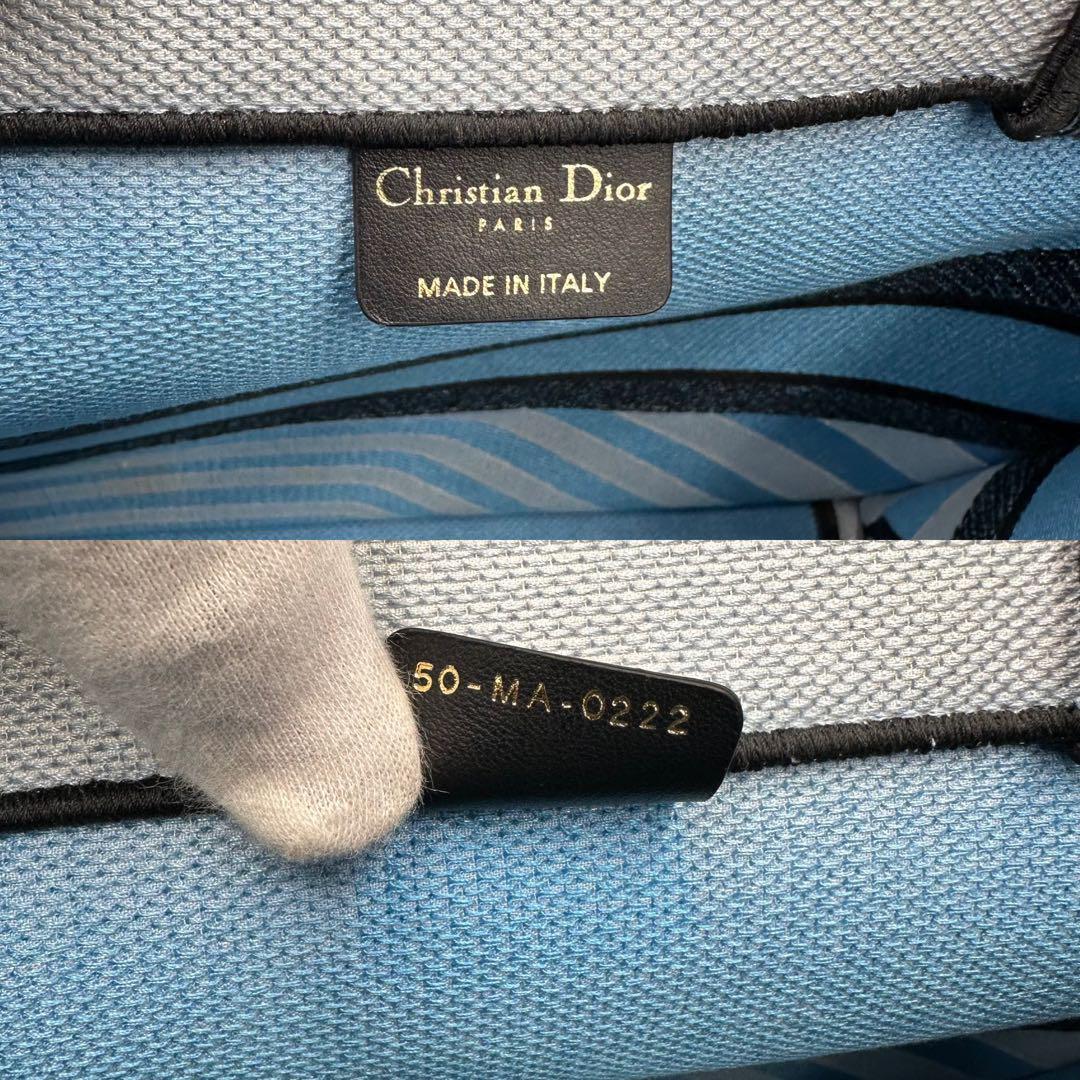 Christian Dior
PARIS
MADE IN ITALY
50-MA-0222